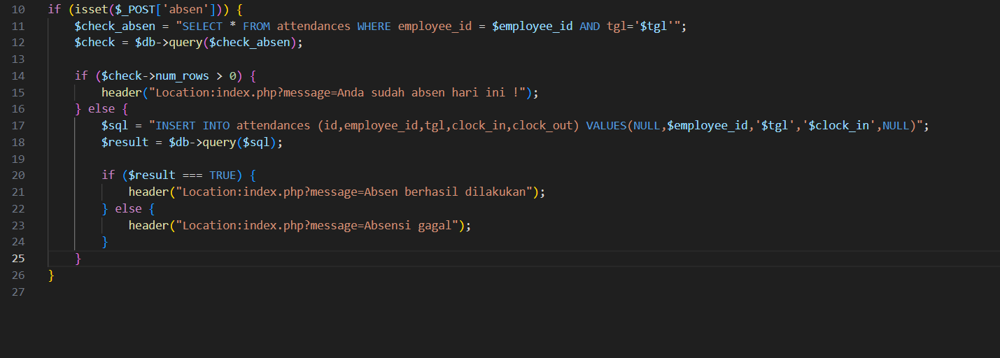 10 if (isset($_POST['absen'])) {
11 $check_absen = "SELECT * FROM attendances WHERE employee_id = $employee_id AND tgl='$tgl'";
12 $check = $db->query($check_absen);
13
14 if ($check->num_rows > 0) {
15 header("Location:index.php?message=Anda sudah absen hari ini !");
16 } else {
17 $sql = "INSERT INTO attendances (id,employee_id,tgl,clock_in,clock_out) VALUES(NULL,$employee_id,'$tgl','$clock_in',NULL)";
18 $result = $db->query($sql);
19
20 if ($result === TRUE) {
21 header("Location:index.php?message=Absen berhasil dilakukan");
22 } else {
23 header("Location:index.php?message=Absensi gagal");
24 }
25 }
26 }
27